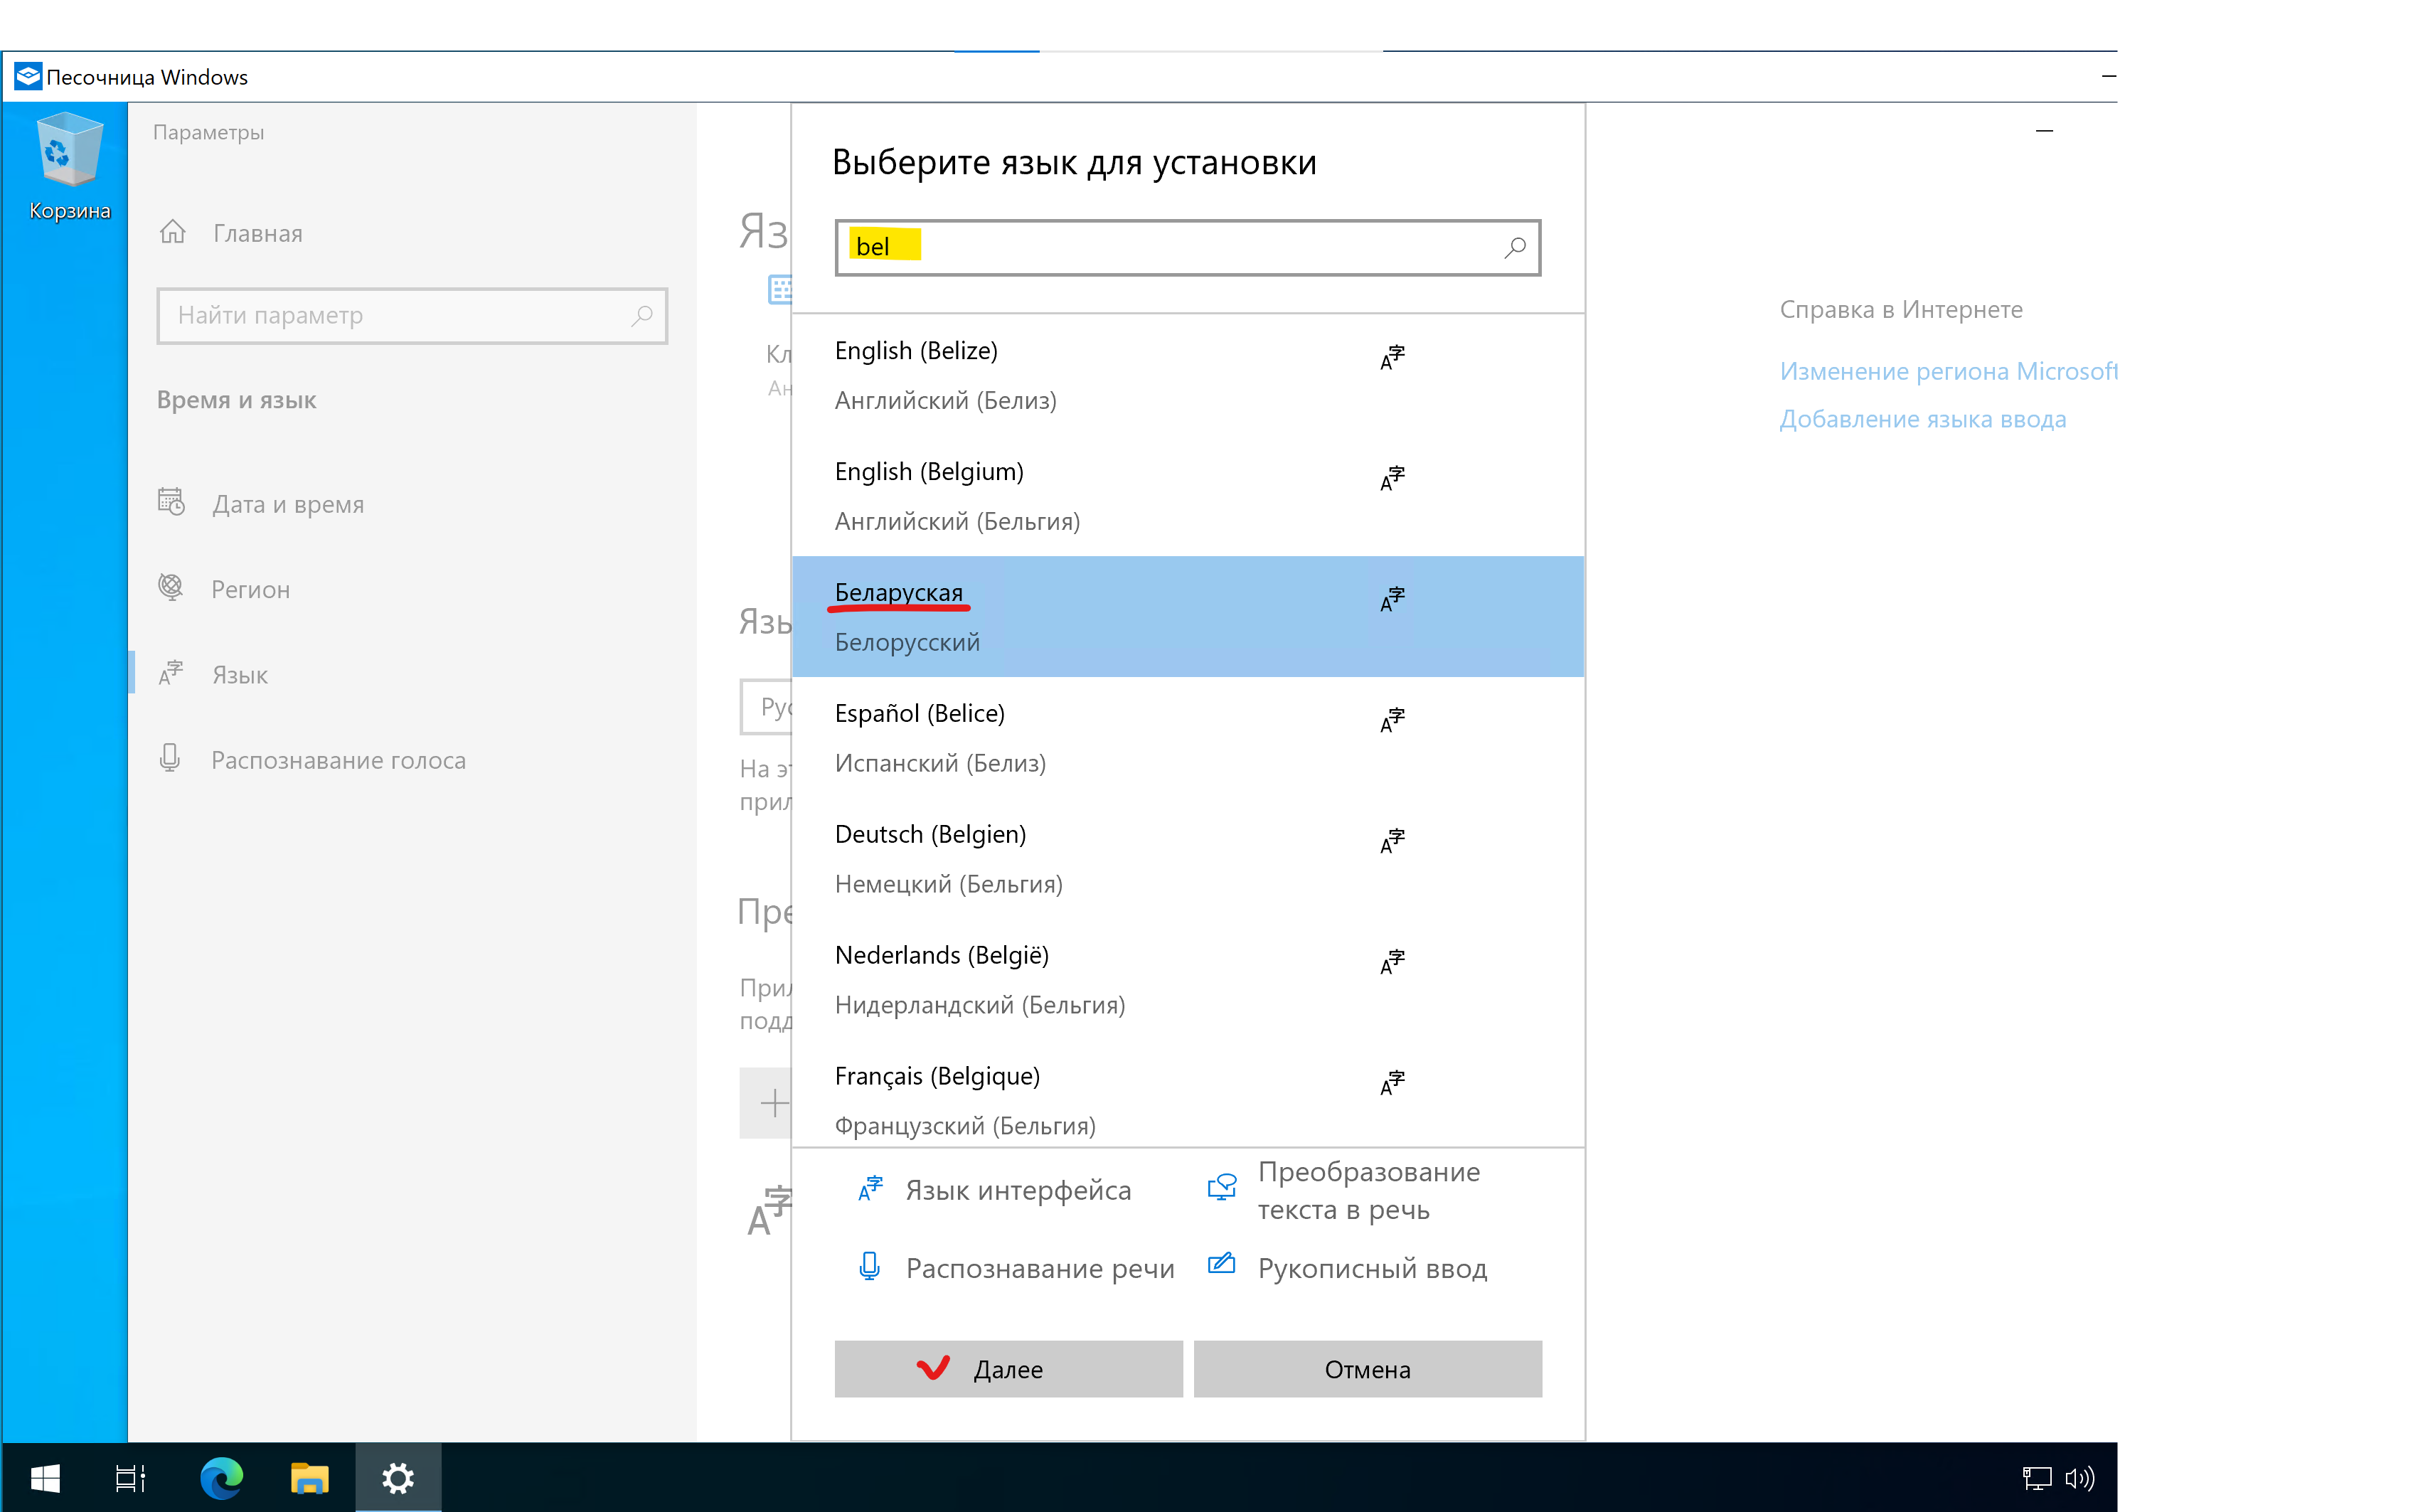 Песочница Windows
Корзина
Параметры
Главная
Найти параметр
Время и язык
Дата и время
Регион
Язык
Распознавание голоса
Яз
Кл
Ан
Язы
Рус
На эт
прил
Пре
Прил
подд
Выберите язык для установки
bel
English (Belize)
Английский (Белиз)
English (Belgium)
Английский (Бельгия)
Беларуская
Белорусский
Español (Belice)
Испанский (Белиз)
Deutsch (Belgien)
Немецкий (Бельгия)
Nederlands (België)
Нидерландский (Бельгия)
Français (Belgique)
Французский (Бельгия)
Язык интерфейса
Преобразование
текста в речь
Распознавание речи
Рукописный ввод
Далее
Отмена
Справка в Интернете
Изменение региона Microsoft
Добавление языка ввода